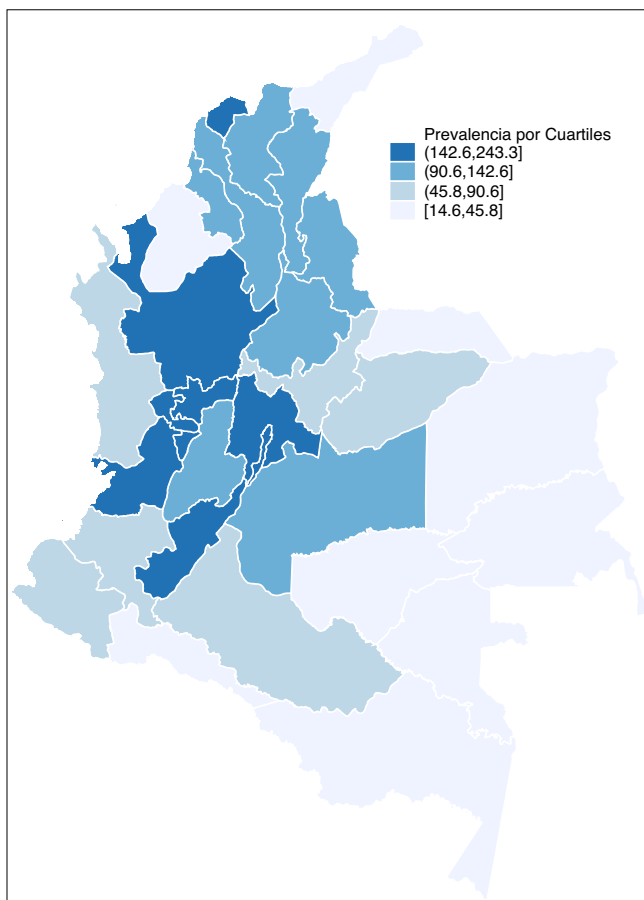 Prevalencia por Cuartiles
(142.6,243.3]
(90.6,142.6]
(45.8,90.6]
[14.6,45.8]